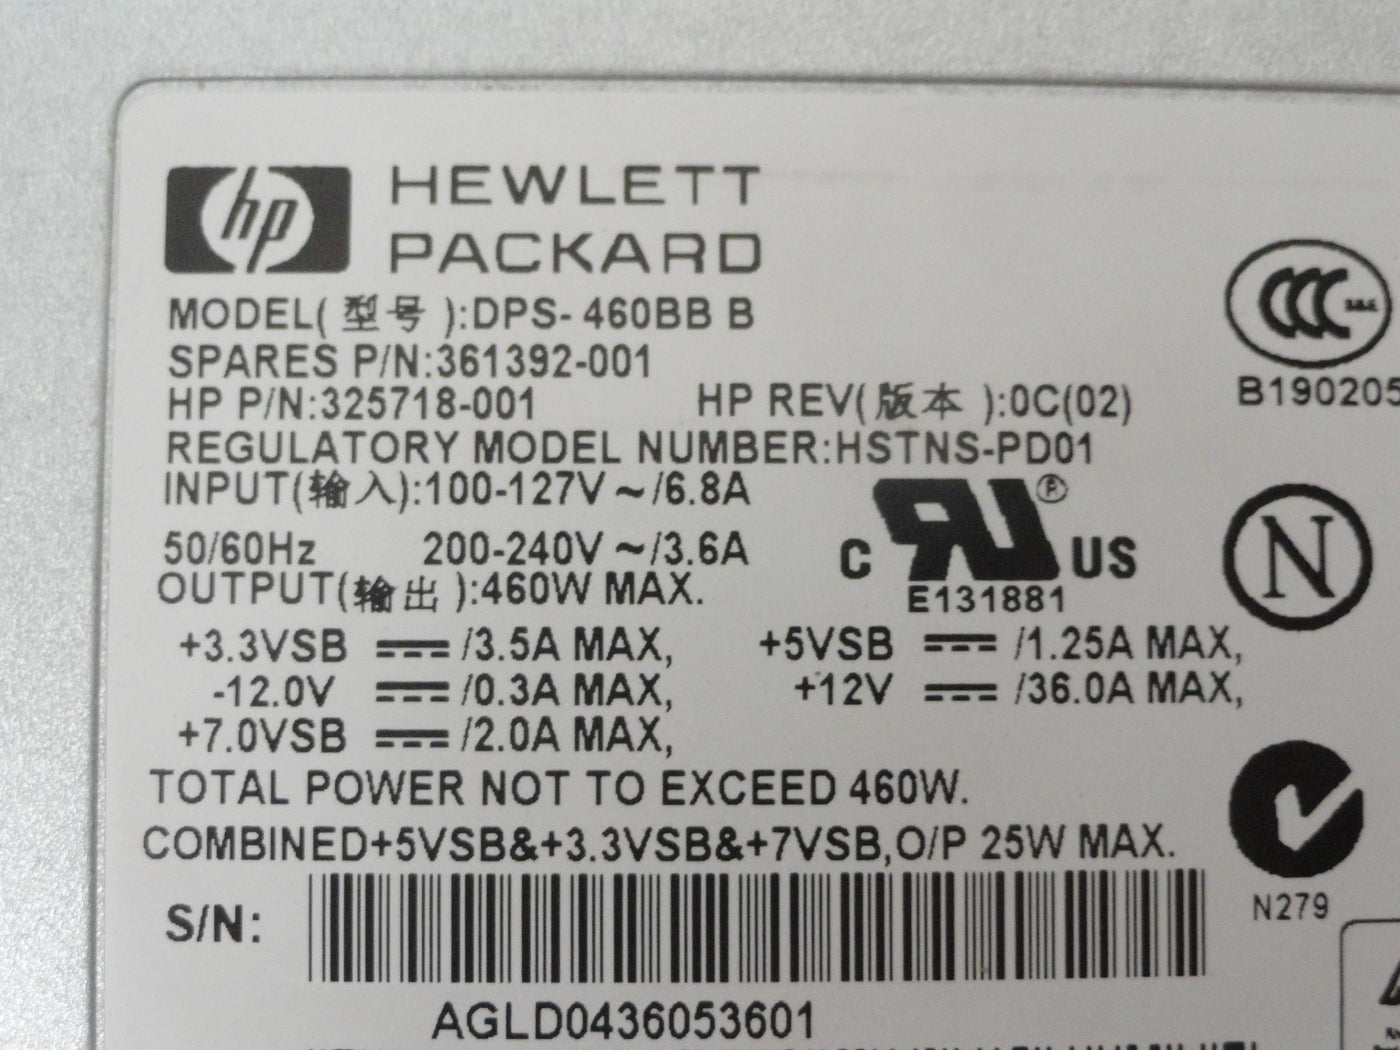 hp HEWLETT
PACKARD
MODEL(型号):DPS- 460BB B
SPARES P/N:361392-001
HP P/N:325718-001 HP REV(版本):0C(02)
B190205
REGULATORY MODEL NUMBER:HSTNS-PD01
INPUT(输入):100-127V ~/6.8A
50/60Hz 200-240V ~/3.6A
C RU ® US
E131881
N
OUTPUT(输出):460W MAX.
+3.3VSB /3.5A MAX, +5VSB /1.25A MAX,
-12.0V /0.3A MAX, +12V /36.0A MAX,
+7.0VSB /2.0A MAX,
TOTAL POWER NOT TO EXCEED 460W.
COMBINED+5VSB&+3.3VSB&+7VSB,O/P 25W MAX.
N279
S/N:
AGLD0436053601